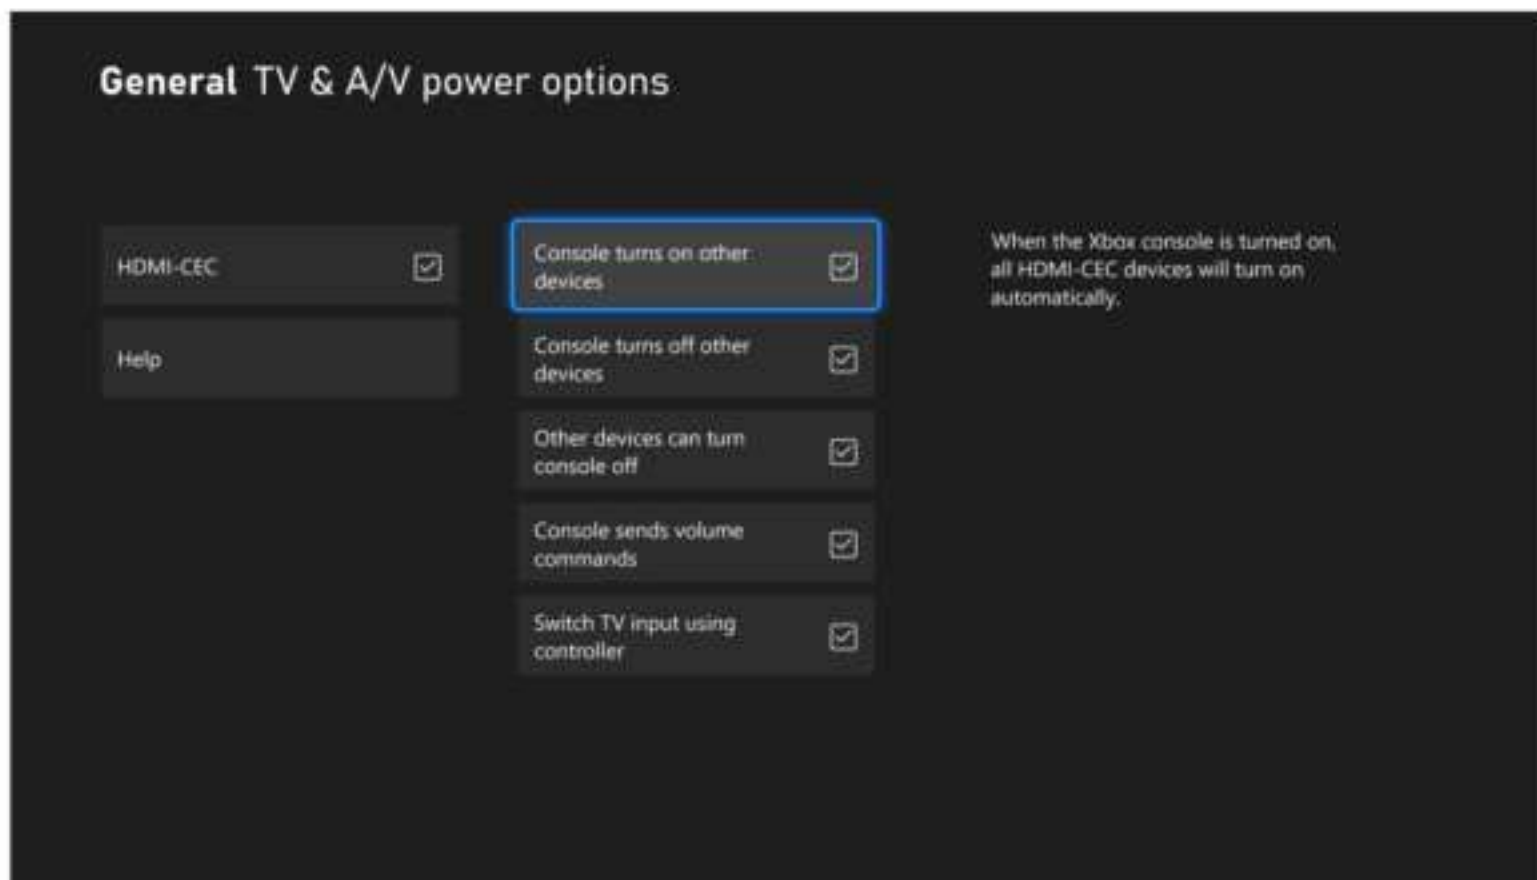 General TV & A/V power options
HDMI-CEC
Help
Console turns on other
devices
Console turns off other
devices
Other devices can turn
console off
Console sends volume
commands
Switch TV input using
controller
When the Xbox console is turned on,
all HDMI-CEC devices will turn on
automatically.